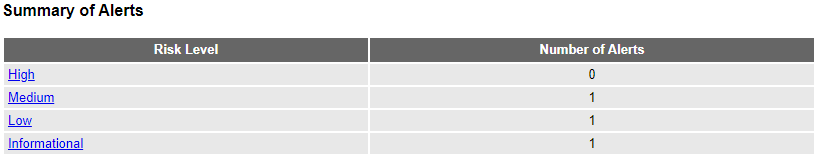 Summary of Alerts
Risk Level Number of Alerts
High 0
Medium 1
Low 1
Informational 1